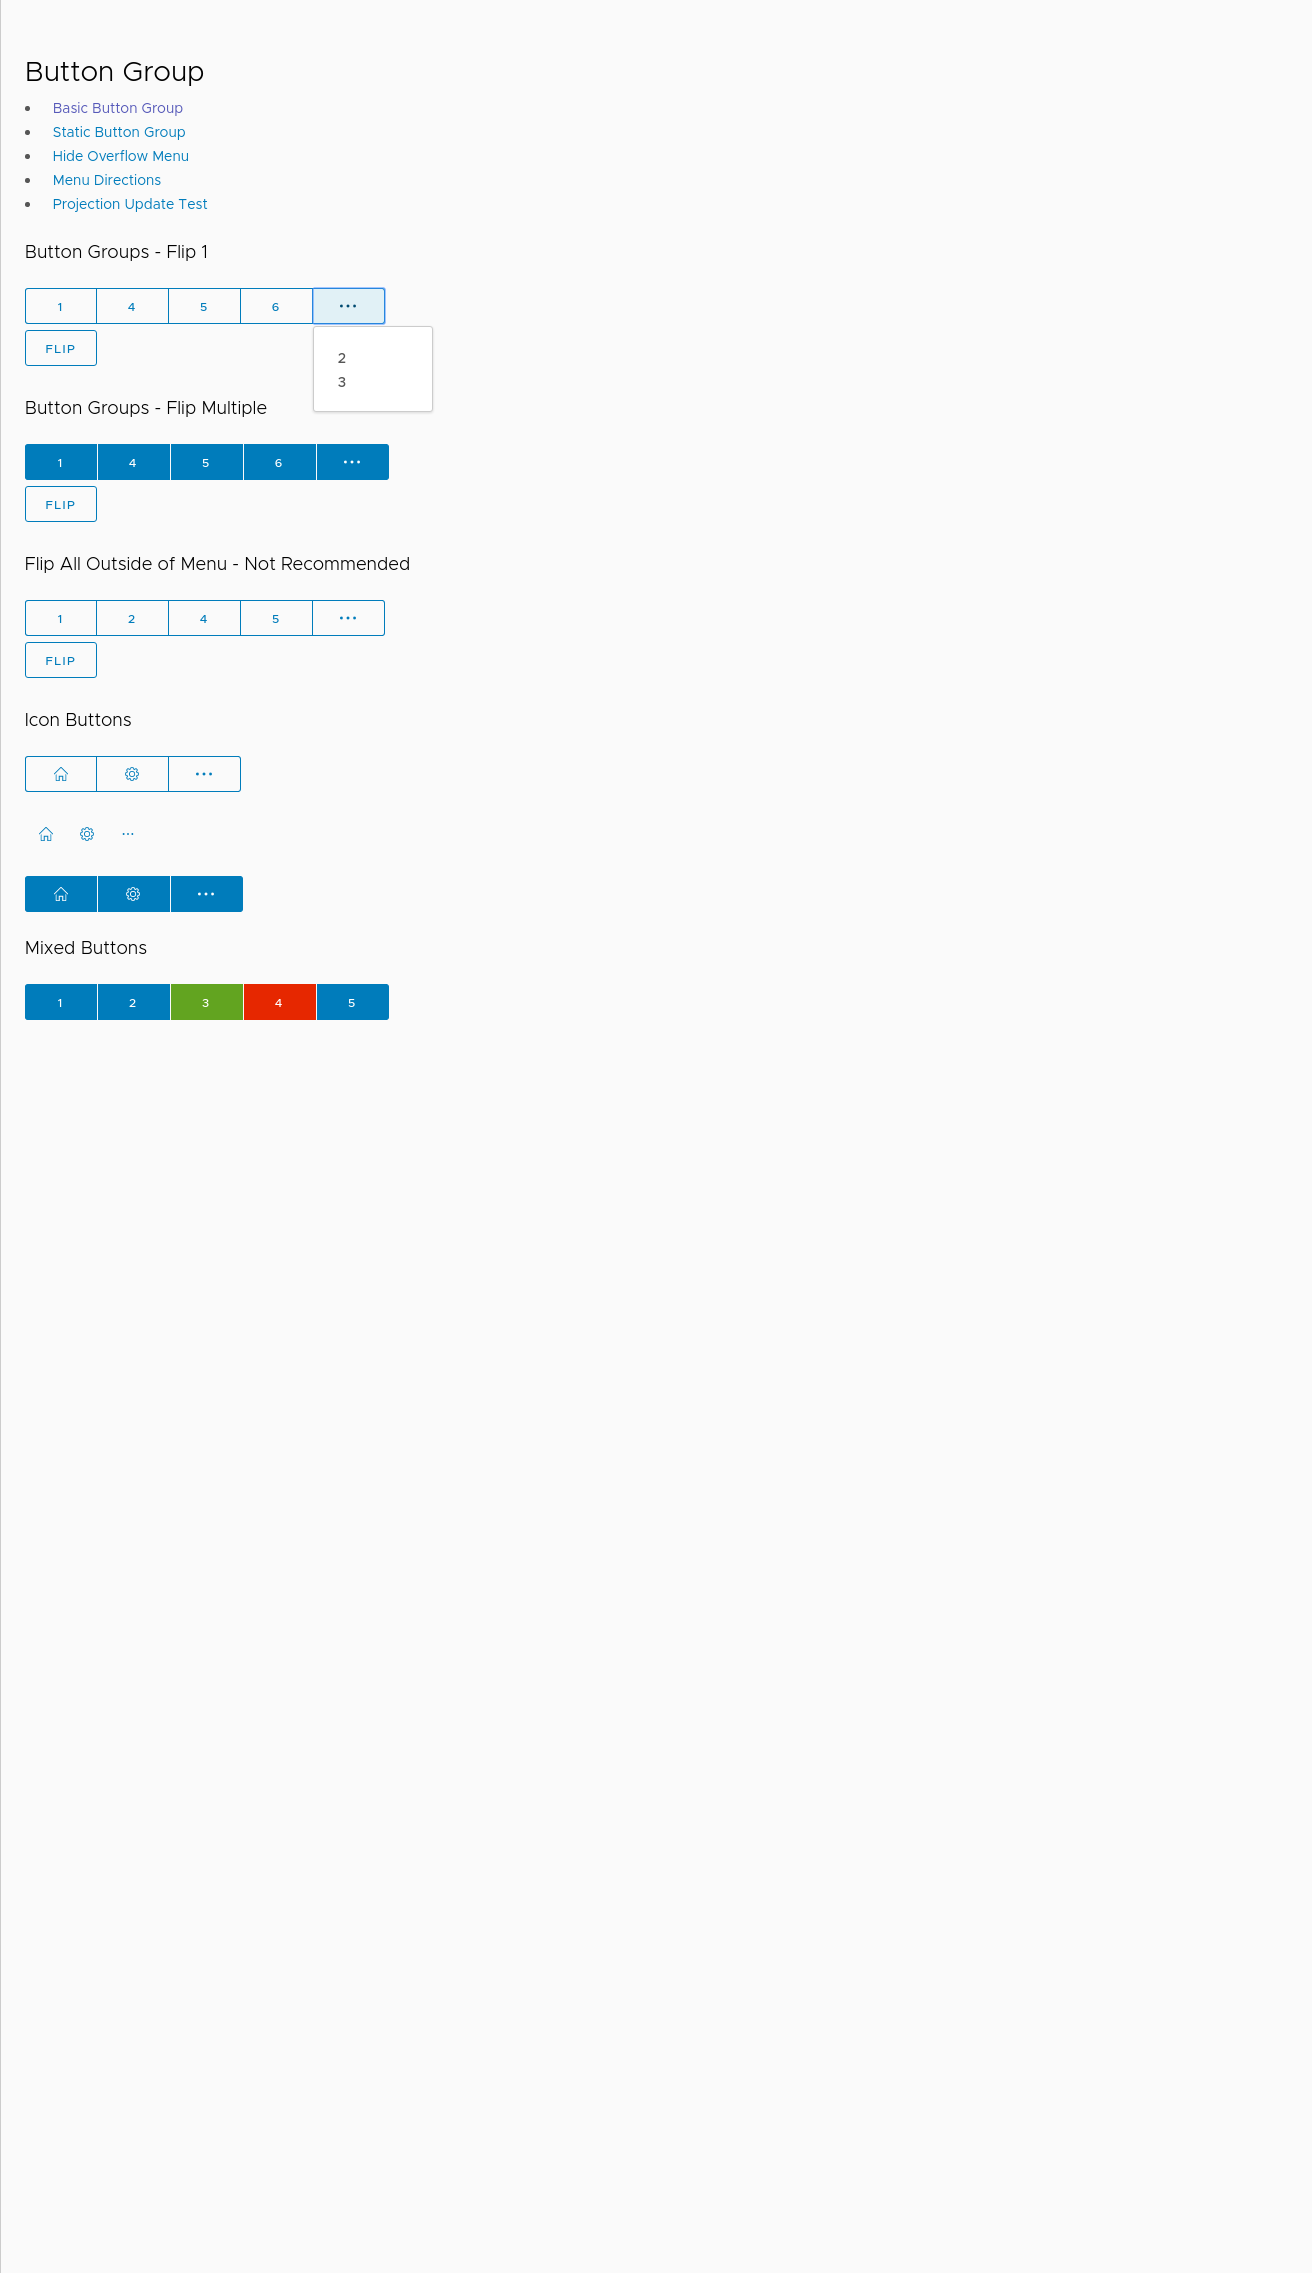 Button Group
Basic Button Group
Static Button Group
Hide Overflow Menu
Menu Directions
Projection Update Test
Button Groups - Flip 1
1 4 5 6 ...
FLIP
2
3
Button Groups - Flip Multiple
1 4 5 6 ...
FLIP
Flip All Outside of Menu - Not Recommended
1 2 4 5 ...
FLIP
Icon Buttons
...
...
...
Mixed Buttons
1 2 3 4 5